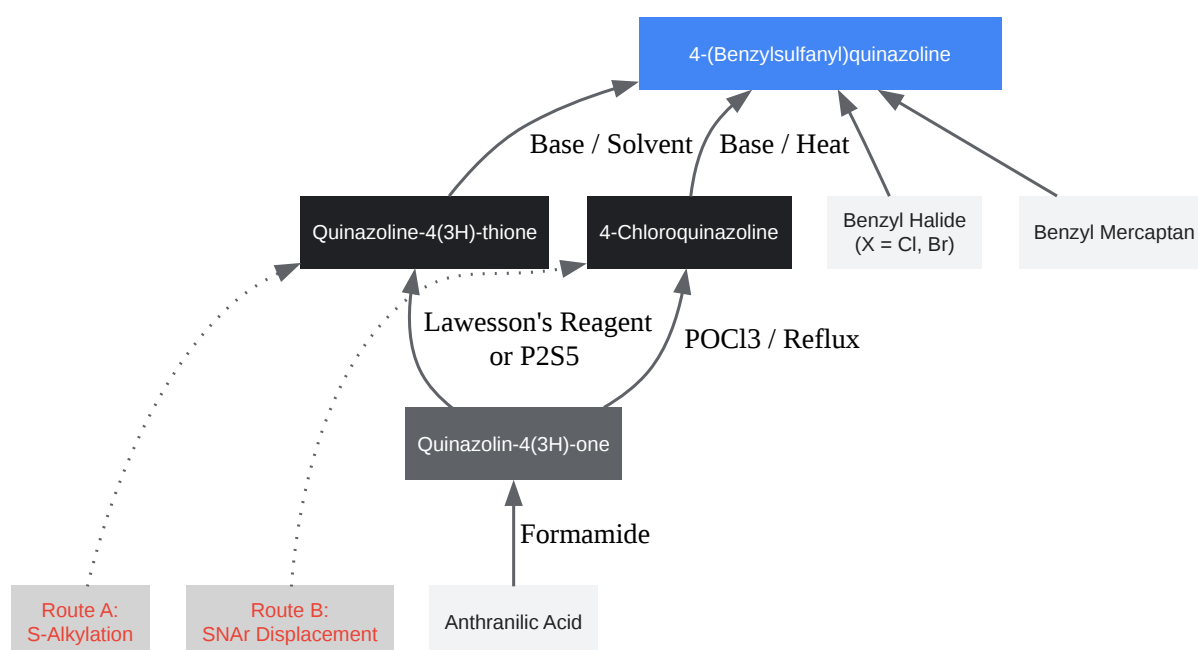 4-(Benzylsulfanyl)quinazoline
Base / Solvent
Base / Heat
Quinazoline-4(3H)-thione
4-Chloroquinazoline
Benzyl Halide
(X = Cl, Br)
Benzyl Mercaptan
Lawesson's Reagent
or P2S5
POCl3 / Reflux
Quinazolin-4(3H)-one
Formamide
Route A:
S-Alkylation
Route B:
SNAr Displacement
Anthranilic Acid